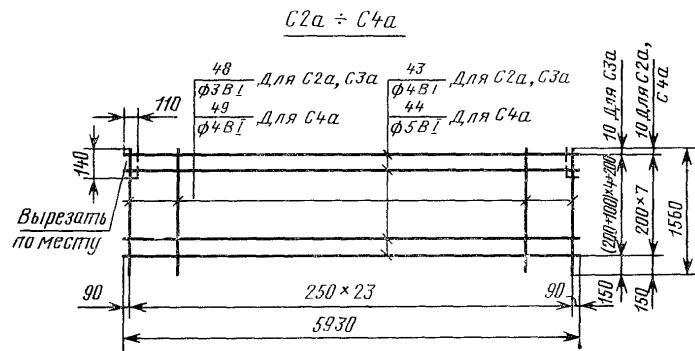 С2а ÷ С4а
48
ф3ВI Для С2а, С3а
49
ф4ВI Для С4а
43
ф4ВI Для С2а, С3а
44
ф5ВI Для С4а
110
140
Вырезать
по месту
10 Для С3а
10 Для С2а,
С4а
(200+100)×4+200
200×7
1560
150
150
90
250×23
90
5930